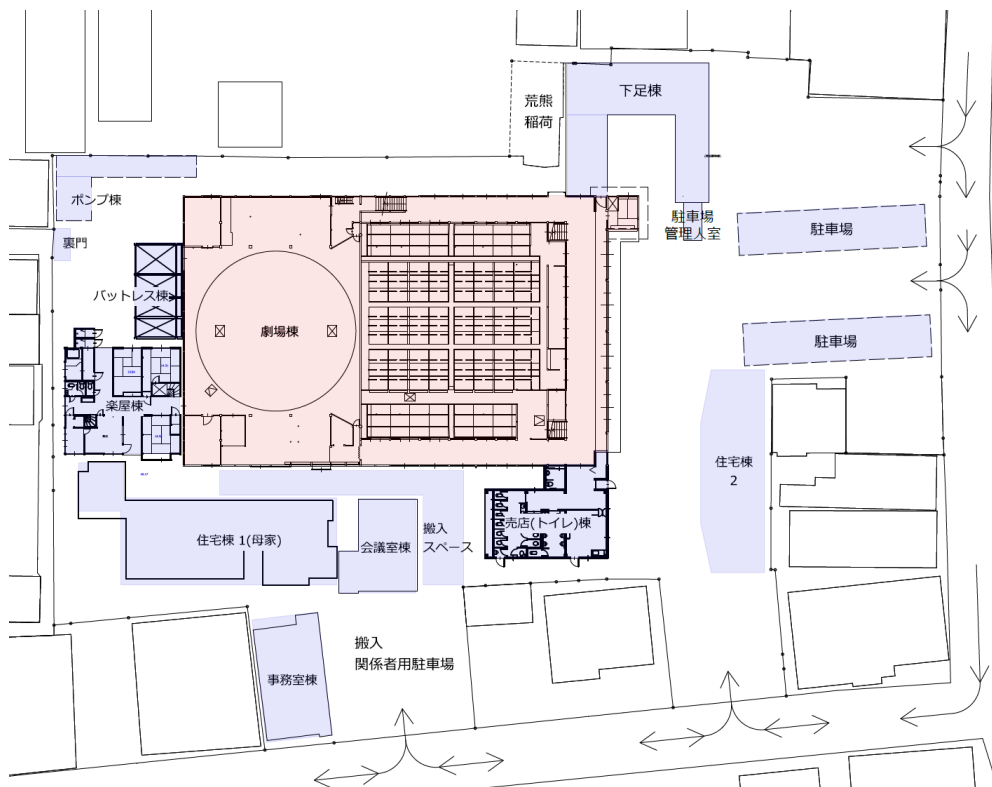 下足棟
荒熊
稲荷
ポンプ棟
駐車場
管理人室
駐車場
裏門
バットレス棟
劇場棟
駐車場
楽屋棟
住宅棟
2
売店(トイレ)棟
搬入
スペース
住宅棟 1(母家)
会議室棟
搬入
関係者用駐車場
事務室棟